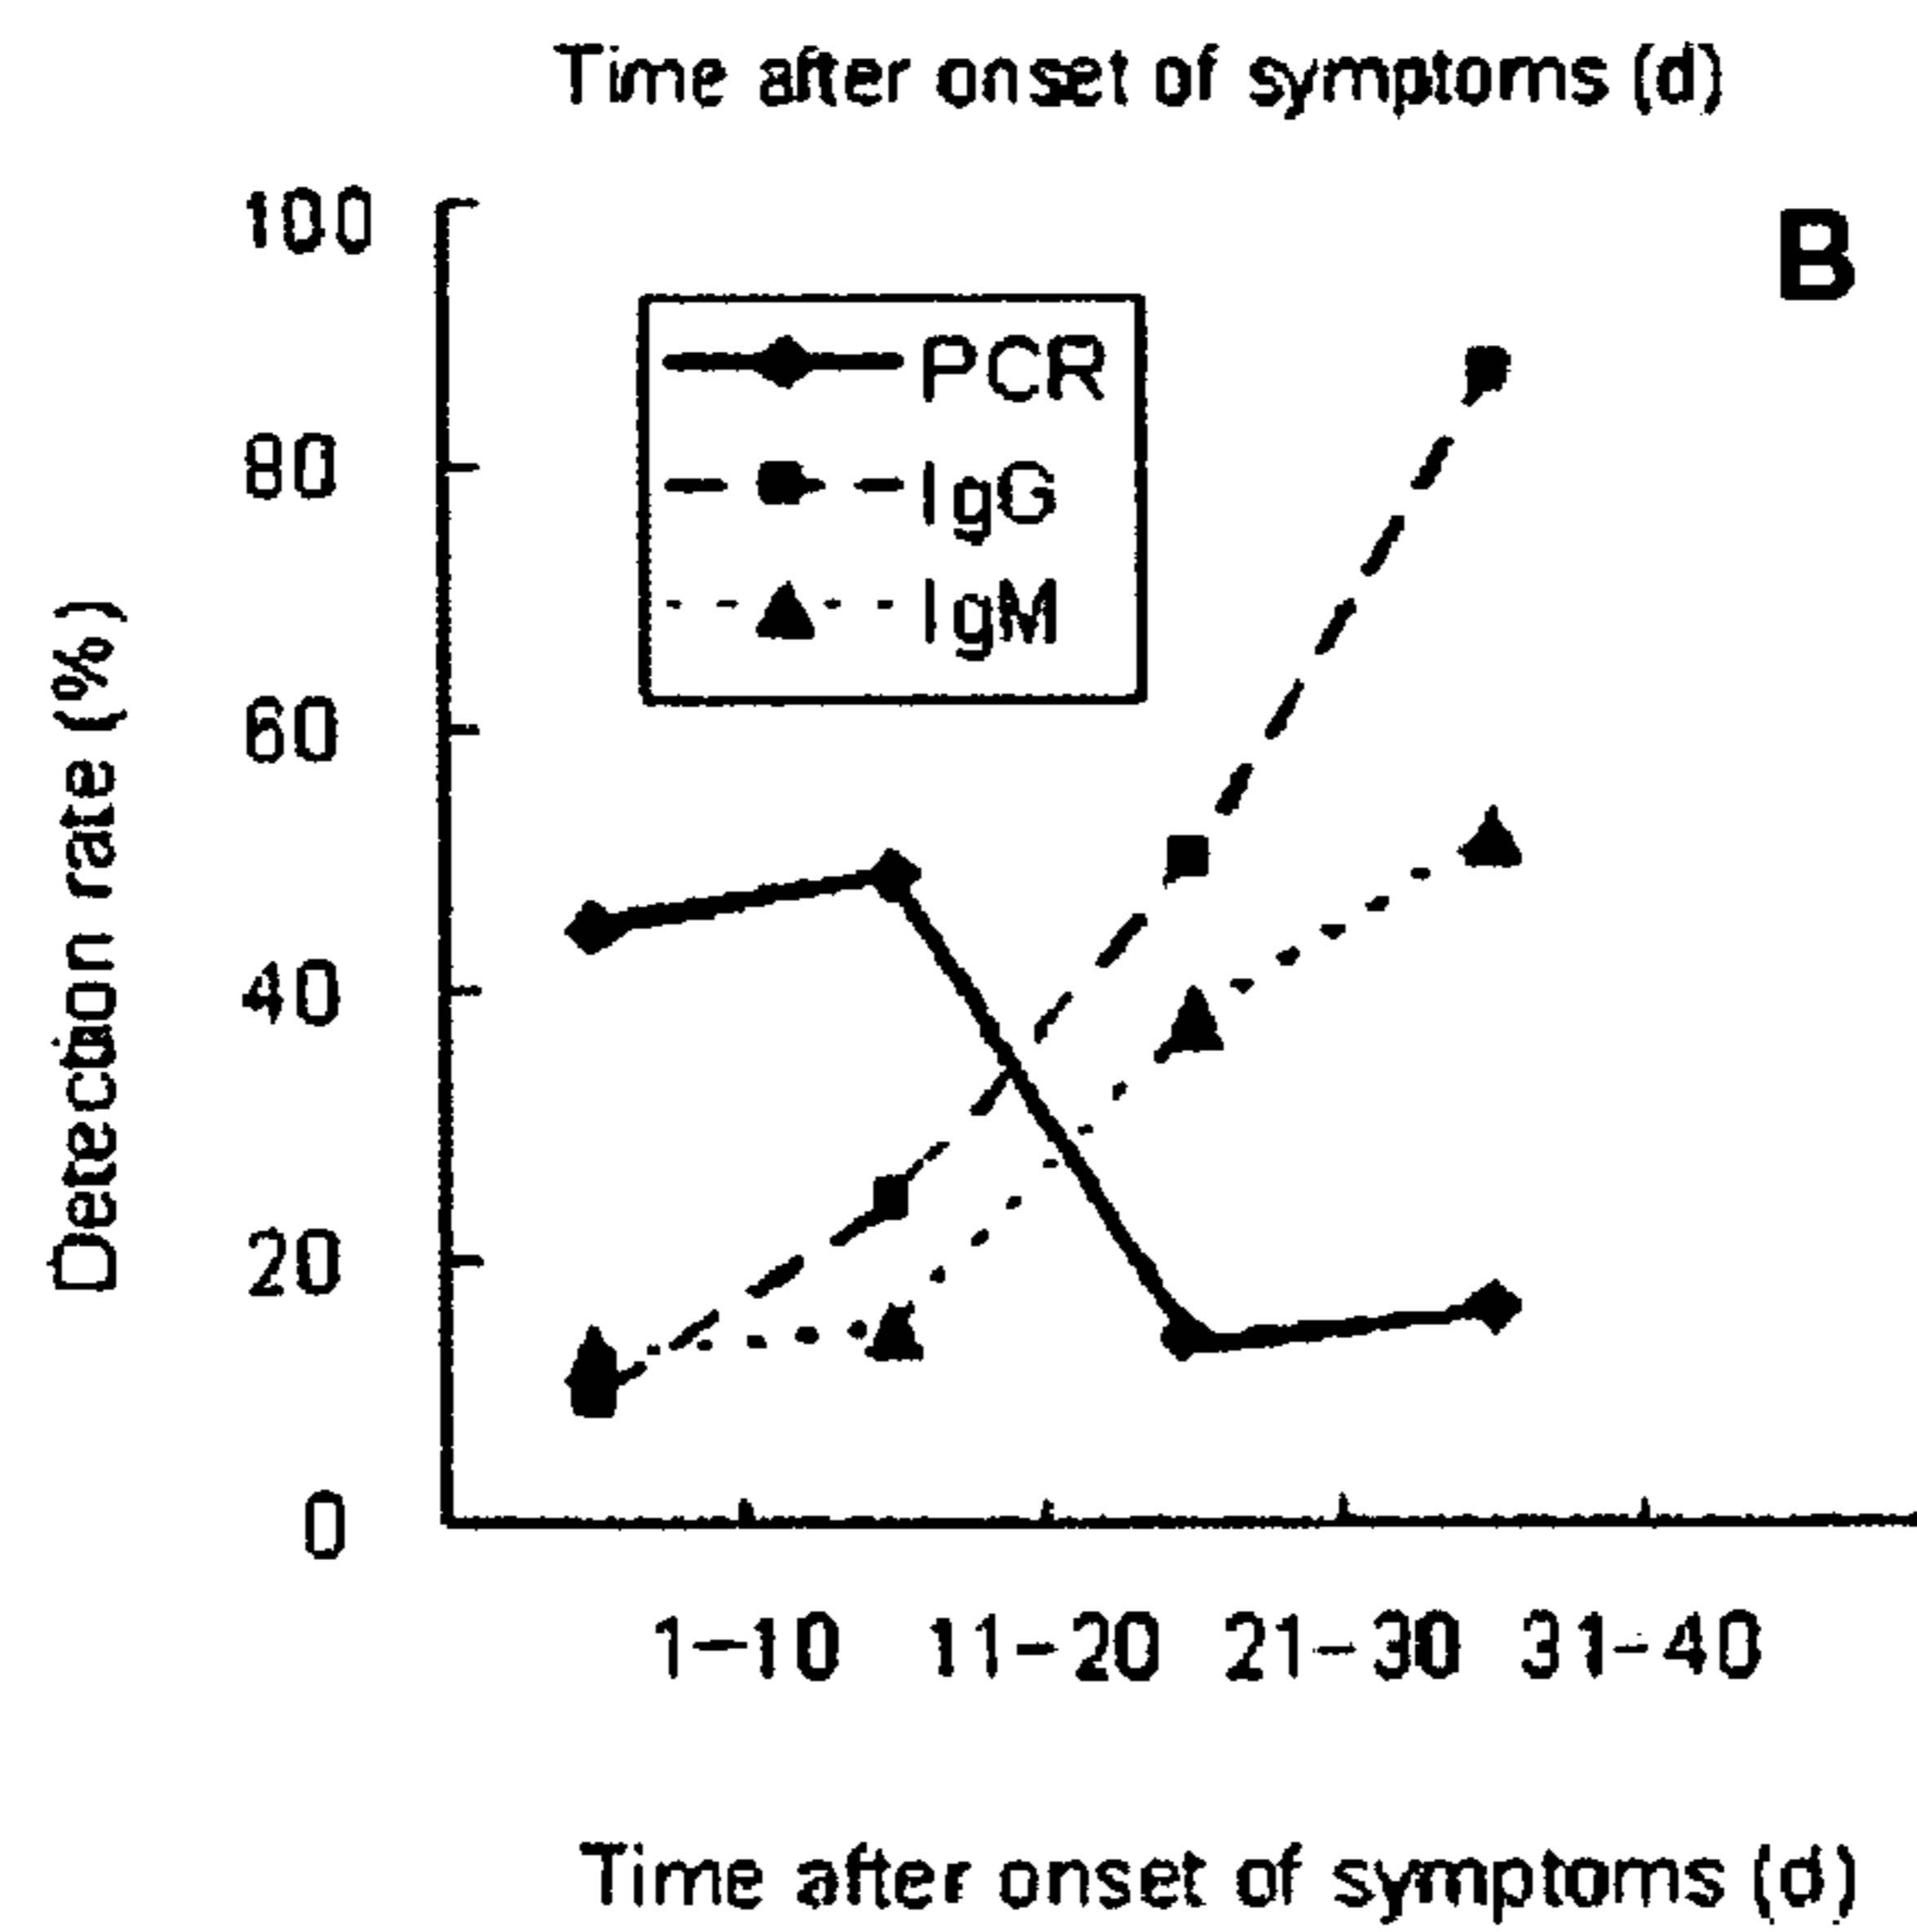 Time after onset of symptoms (d)
B
100
80
60
40
20
0
Detection rate (%)
PCR
IgG
IgM
1-10 11-20 21-30 31-40
Time after onset of symptoms (d)